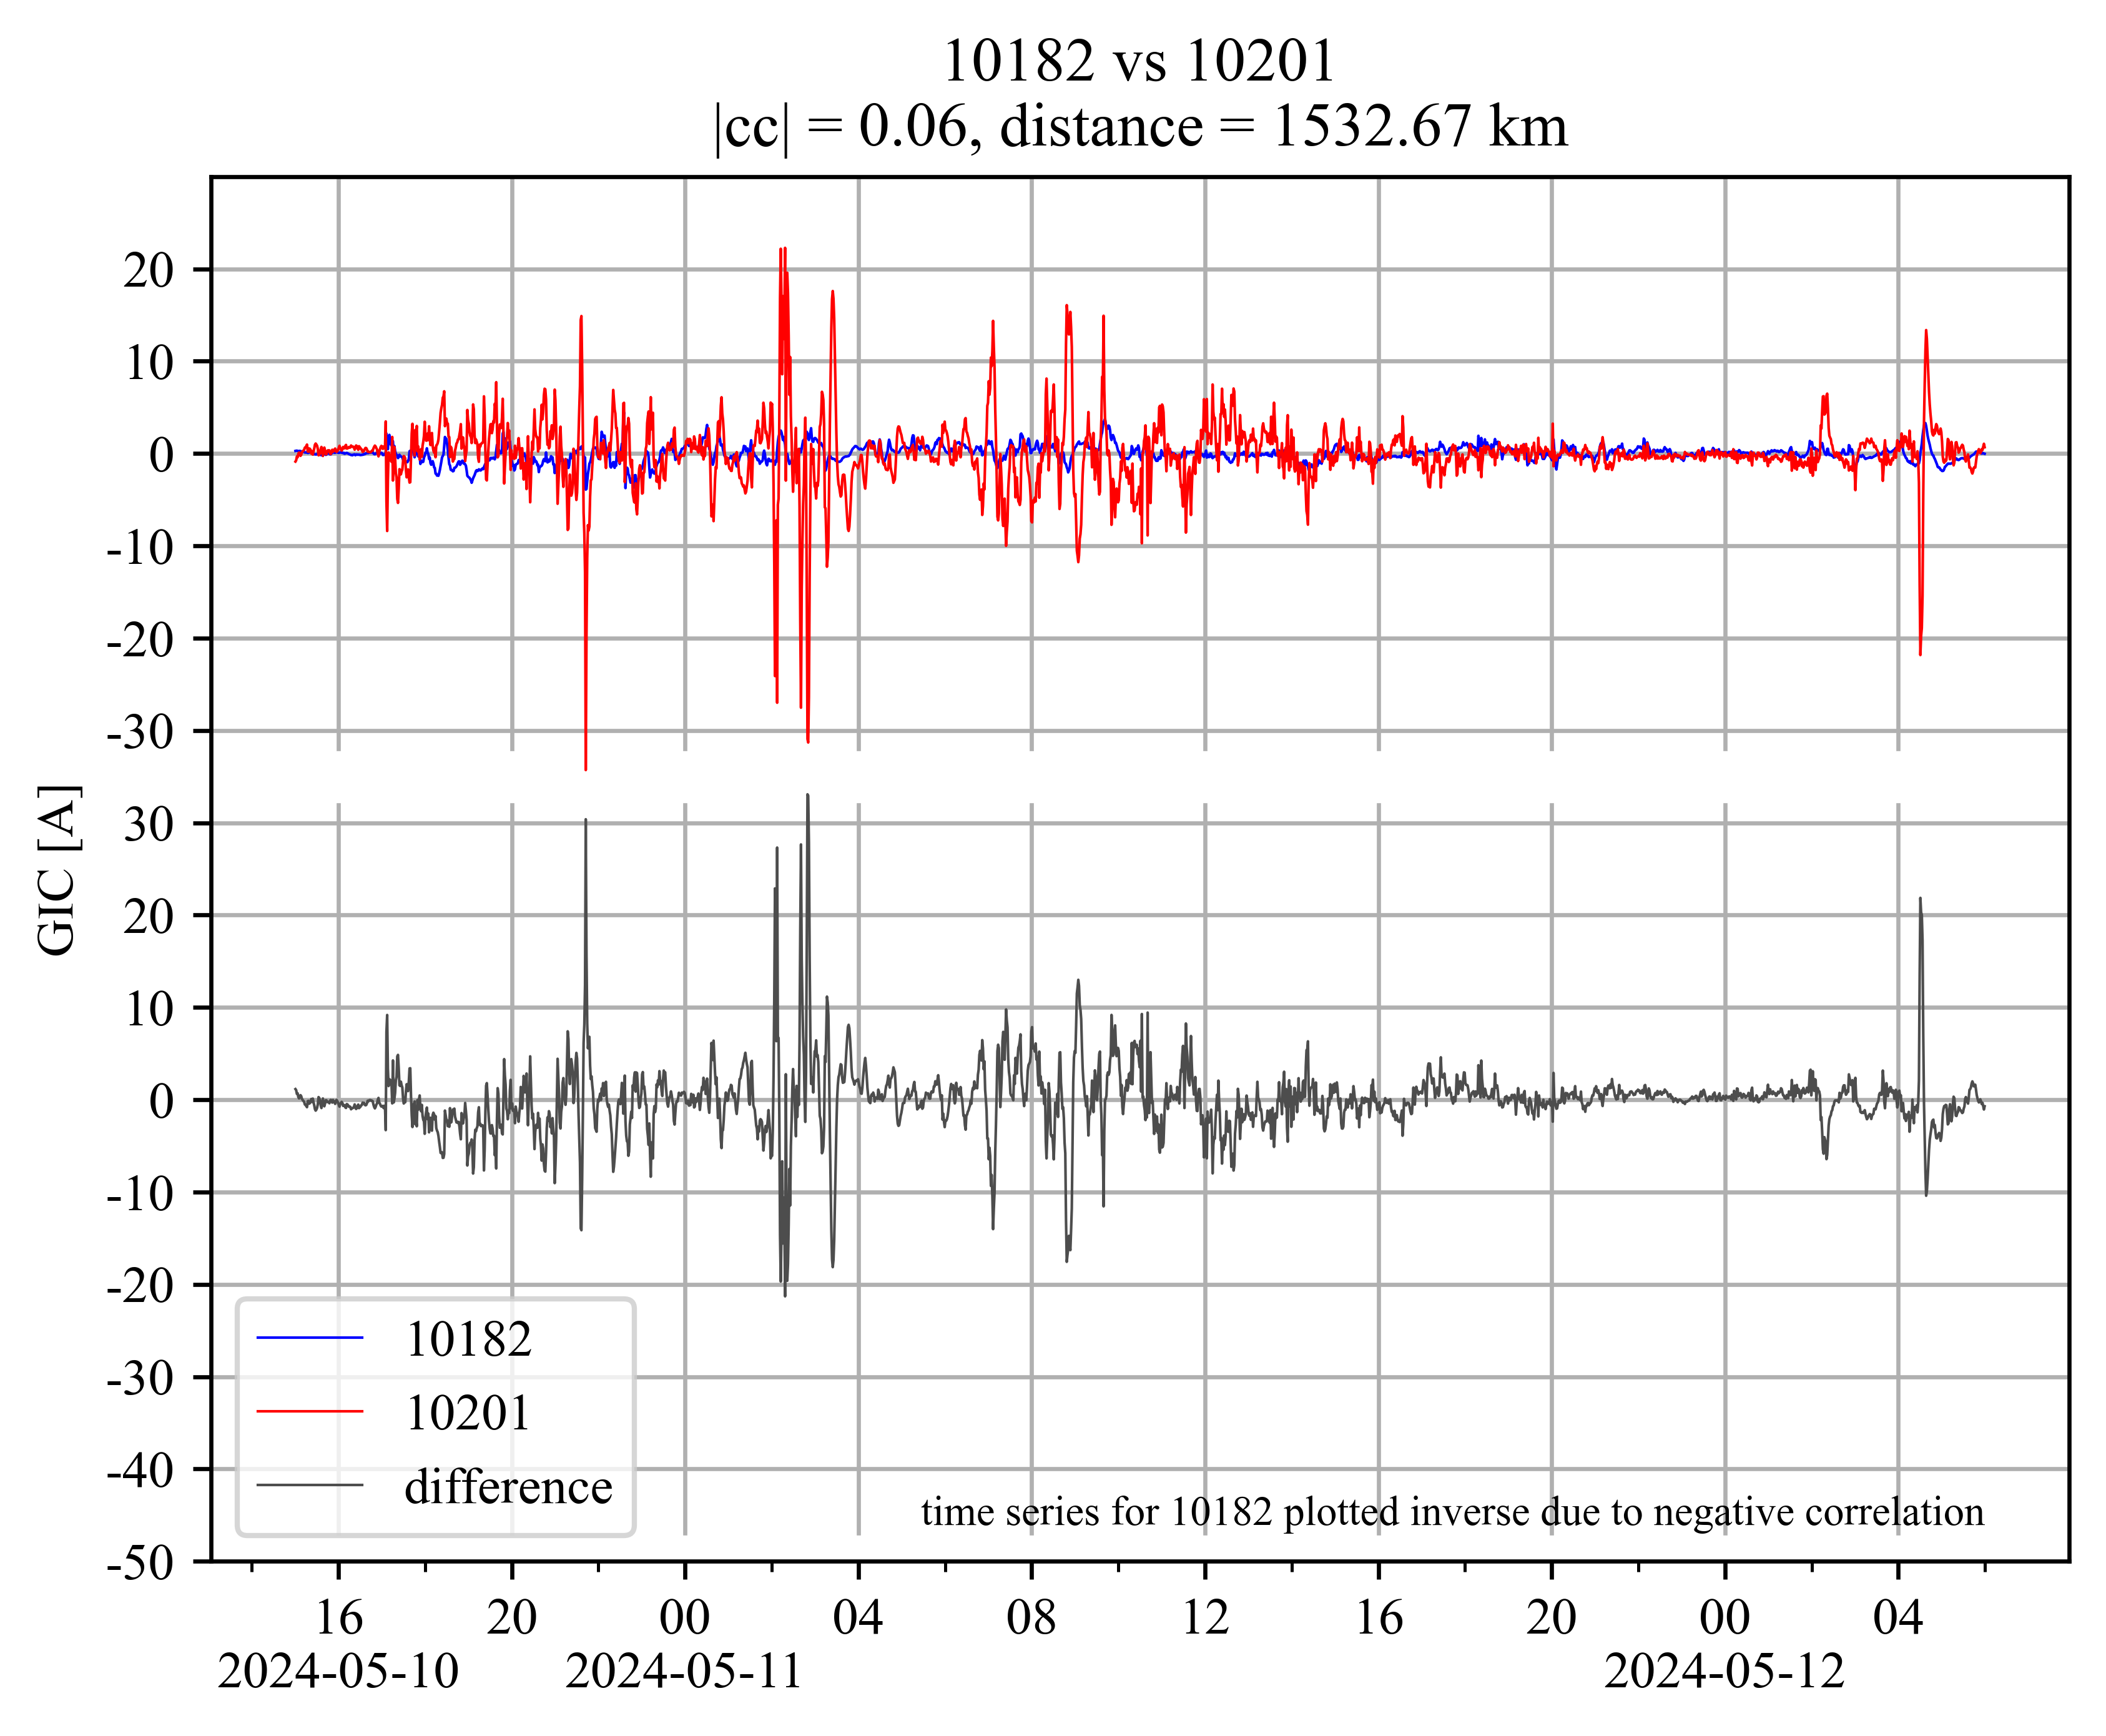 10182 vs 10201
|cc| = 0.06, distance = 1532.67 km
GIC [A]
20
10
0
-10
-20
-30
30
20
10
0
-10
-20
-30
-40
-50
10182
10201
difference
time series for 10182 plotted inverse due to negative correlation
16 20 00 04 08 12 16 20 00 04
2024-05-10 2024-05-11 2024-05-12